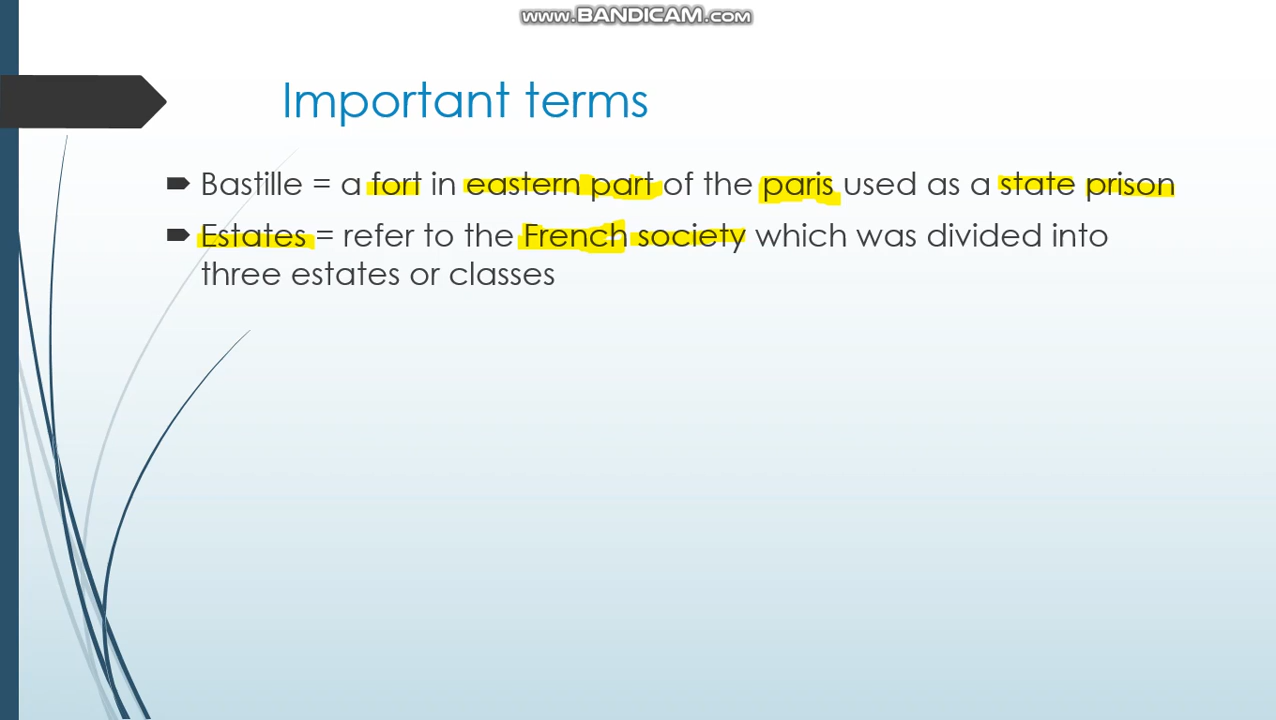 www.BANDICAM.com
Important terms
Bastille = a fort in eastern part of the paris used as a state prison
Estates = refer to the French society which was divided into
three estates or classes